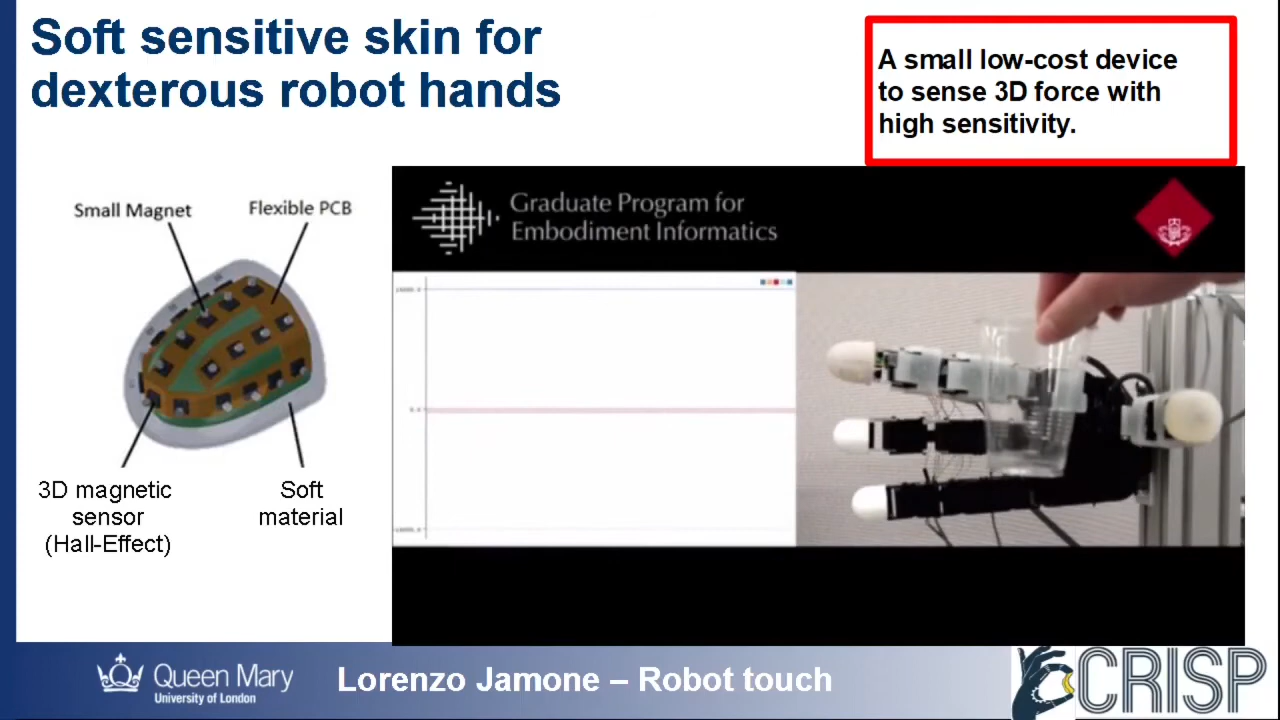 Soft sensitive skin for
dexterous robot hands
A small low-cost device
to sense 3D force with
high sensitivity.
Small Magnet
Flexible PCB
3D magnetic
sensor
(Hall-Effect)
Soft
material
Graduate Program for
Embodiment Informatics
Queen Mary
University of London
Lorenzo Jamone – Robot touch
CRISP